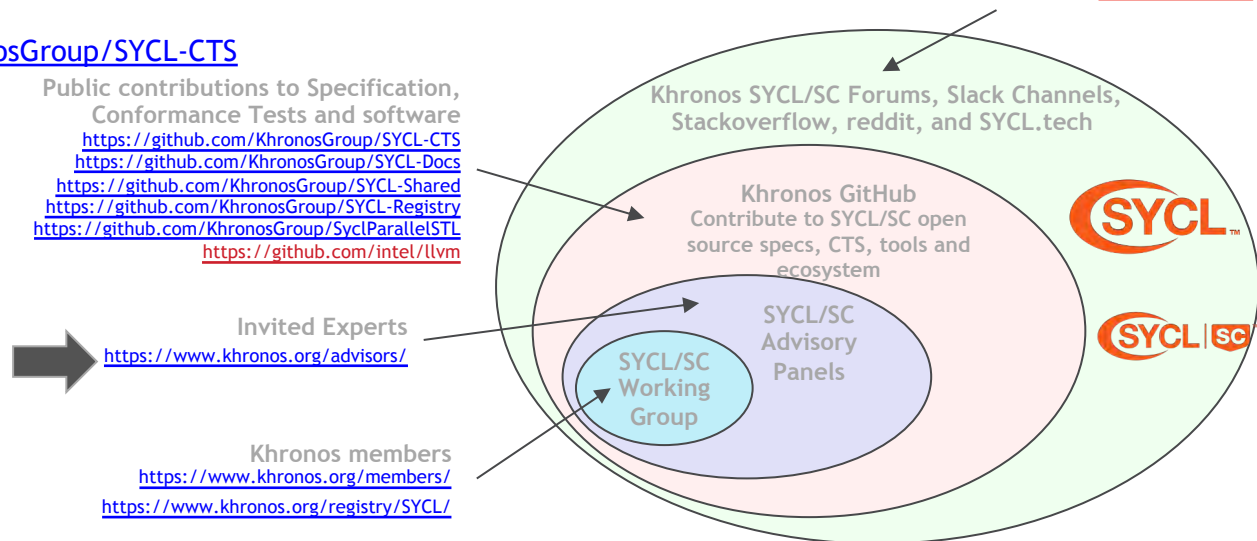 osGroup/SYCL-CTS
Public contributions to Specification,
Conformance Tests and software
https://github.com/KhronosGroup/SYCL-CTS
https://github.com/KhronosGroup/SYCL-Docs
https://github.com/KhronosGroup/SYCL-Shared
https://github.com/KhronosGroup/SYCL-Registry
https://github.com/KhronosGroup/SyclParallelSTL
https://github.com/intel/llvm
Invited Experts
https://www.khronos.org/advisors/
Khronos members
https://www.khronos.org/members/
https://www.khronos.org/registry/SYCL/
Khronos SYCL/SC Forums, Slack Channels,
Stackoverflow, reddit, and SYCL.tech
Khronos GitHub
Contribute to SYCL/SC open
source specs, CTS, tools and
ecosystem
SYCL/SC
Advisory
Panels
SYCL/SC
Working
Group
SYCL™
SYCL SC